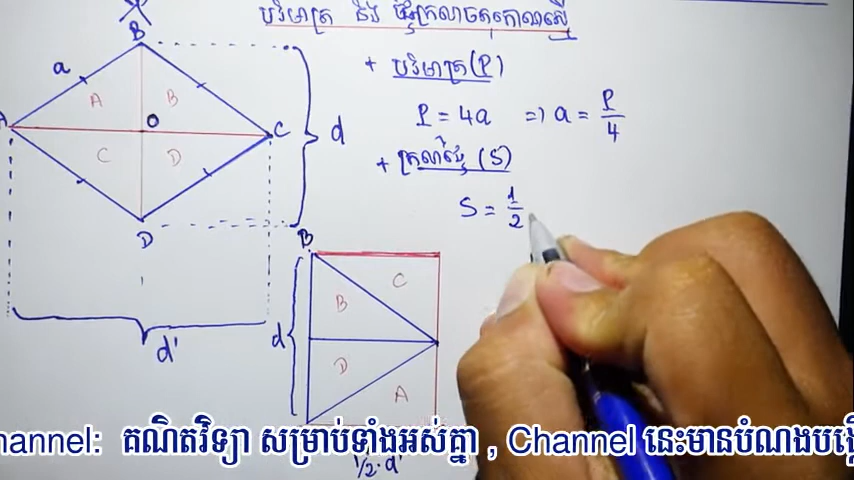 បរិមាត្រ និង ផ្ទៃក្រលាចតុកោណស្មើ
B
a
A
B
+ បរិមាត្រ (P)
A
O
C
d
P = 4a ⇒ a = P/4
C
D
+ ក្រលាផ្ទៃ (S)
S = 1/2
D
B
C
B
d
D
d'
A
hannel: គណិតវិទ្យា សម្រាប់ទាំងអស់គ្នា , Channel នេះមានបំណងបង្កើ
1/2 · d'